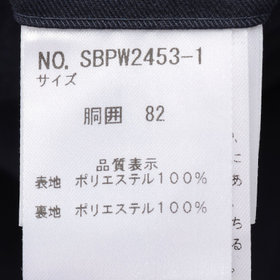 NO. SBPW2453-1
サイズ
胴囲 82
品質表示
表地 ポリエステル100%
裏地 ポリエステル100%